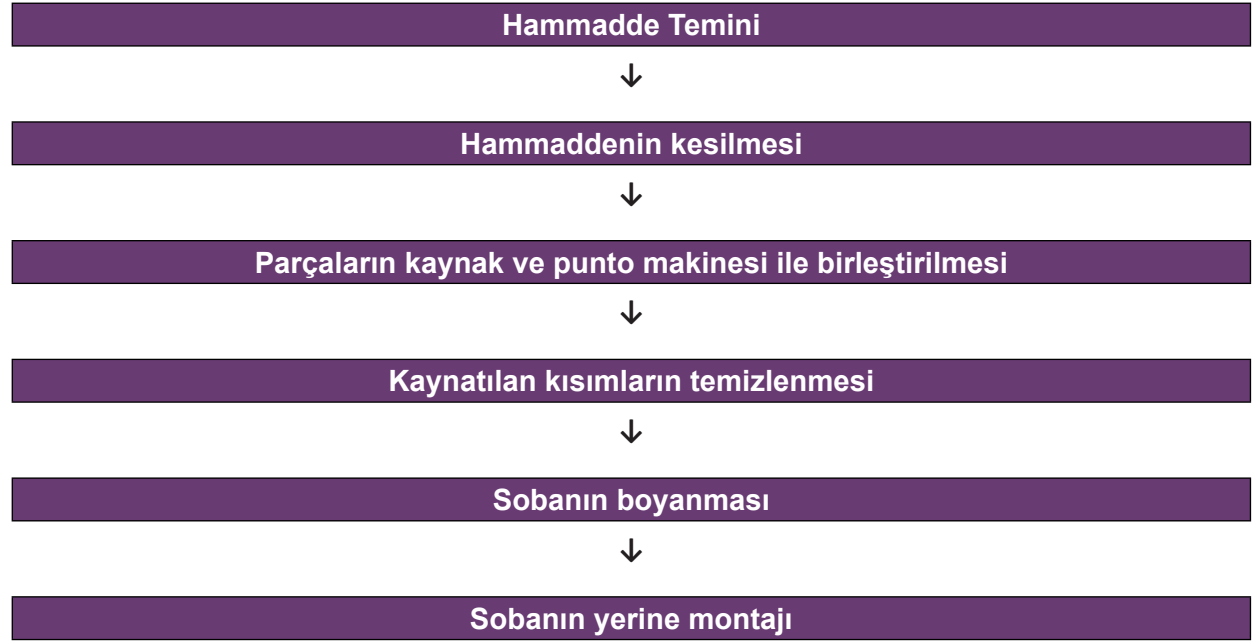 Hammadde Temini
↓
Hammaddenin kesilmesi
↓
Parçaların kaynak ve punto makinesi ile birleştirilmesi
↓
Kaynatılan kısımların temizlenmesi
↓
Sobanın boyanması
↓
Sobanın yerine montajı